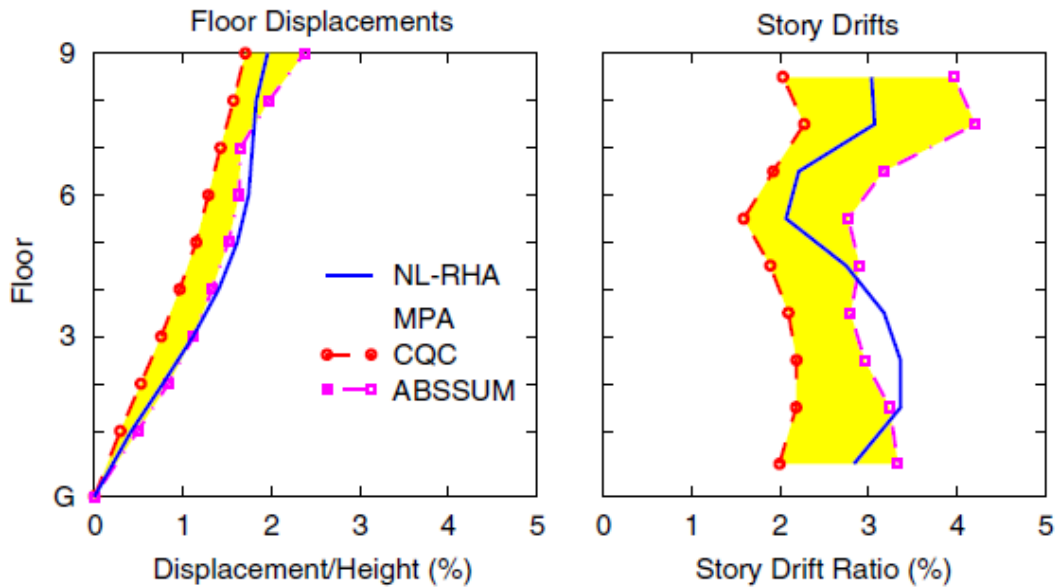 Floor Displacements
9
6
3
G
Floor
0 1 2 3 4 5
Displacement/Height (%)
NL-RHA
MPA
CQC
ABSSUM
Story Drifts
0 1 2 3 4 5
Story Drift Ratio (%)